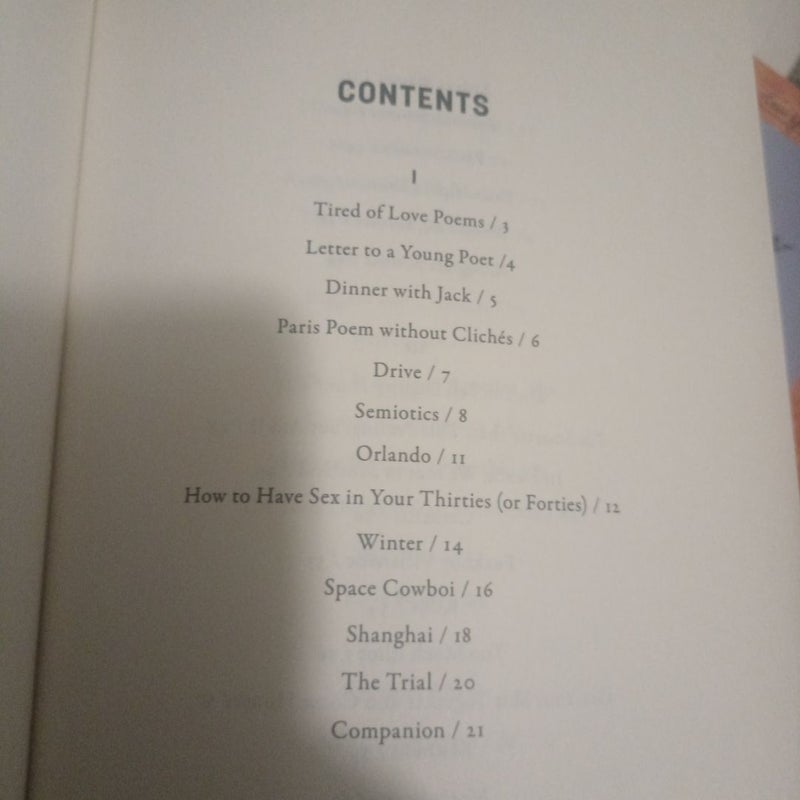 CONTENTS
I
Tired of Love Poems / 3
Letter to a Young Poet /4
Dinner with Jack / 5
Paris Poem without Clichés / 6
Drive / 7
Semiotics / 8
Orlando / 11
How to Have Sex in Your Thirties (or Forties) / 12
Winter / 14
Space Cowboi / 16
Shanghai / 18
The Trial / 20
Companion / 21